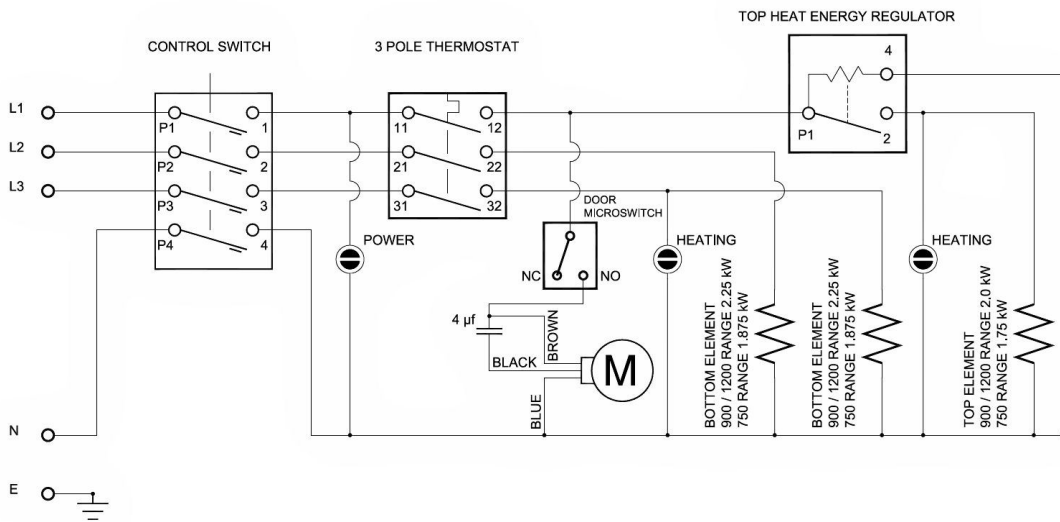 TOP HEAT ENERGY REGULATOR
CONTROL SWITCH
3 POLE THERMOSTAT
4
L1
P1
1
11
12
P1
2
L2
P2
2
21
22
L3
P3
3
31
32
DOOR
MICROSWITCH
P4
4
POWER
NC
NO
HEATING
HEATING
4 µf
BROWN
BLACK
BLUE
M
BOTTOM ELEMENT
900 / 1200 RANGE 2.25 kW
750 RANGE 1.875 kW
BOTTOM ELEMENT
900 / 1200 RANGE 2.25 kW
750 RANGE 1.875 kW
TOP ELEMENT
900 / 1200 RANGE 2.0 kW
750 RANGE 1.75 kW
N
E